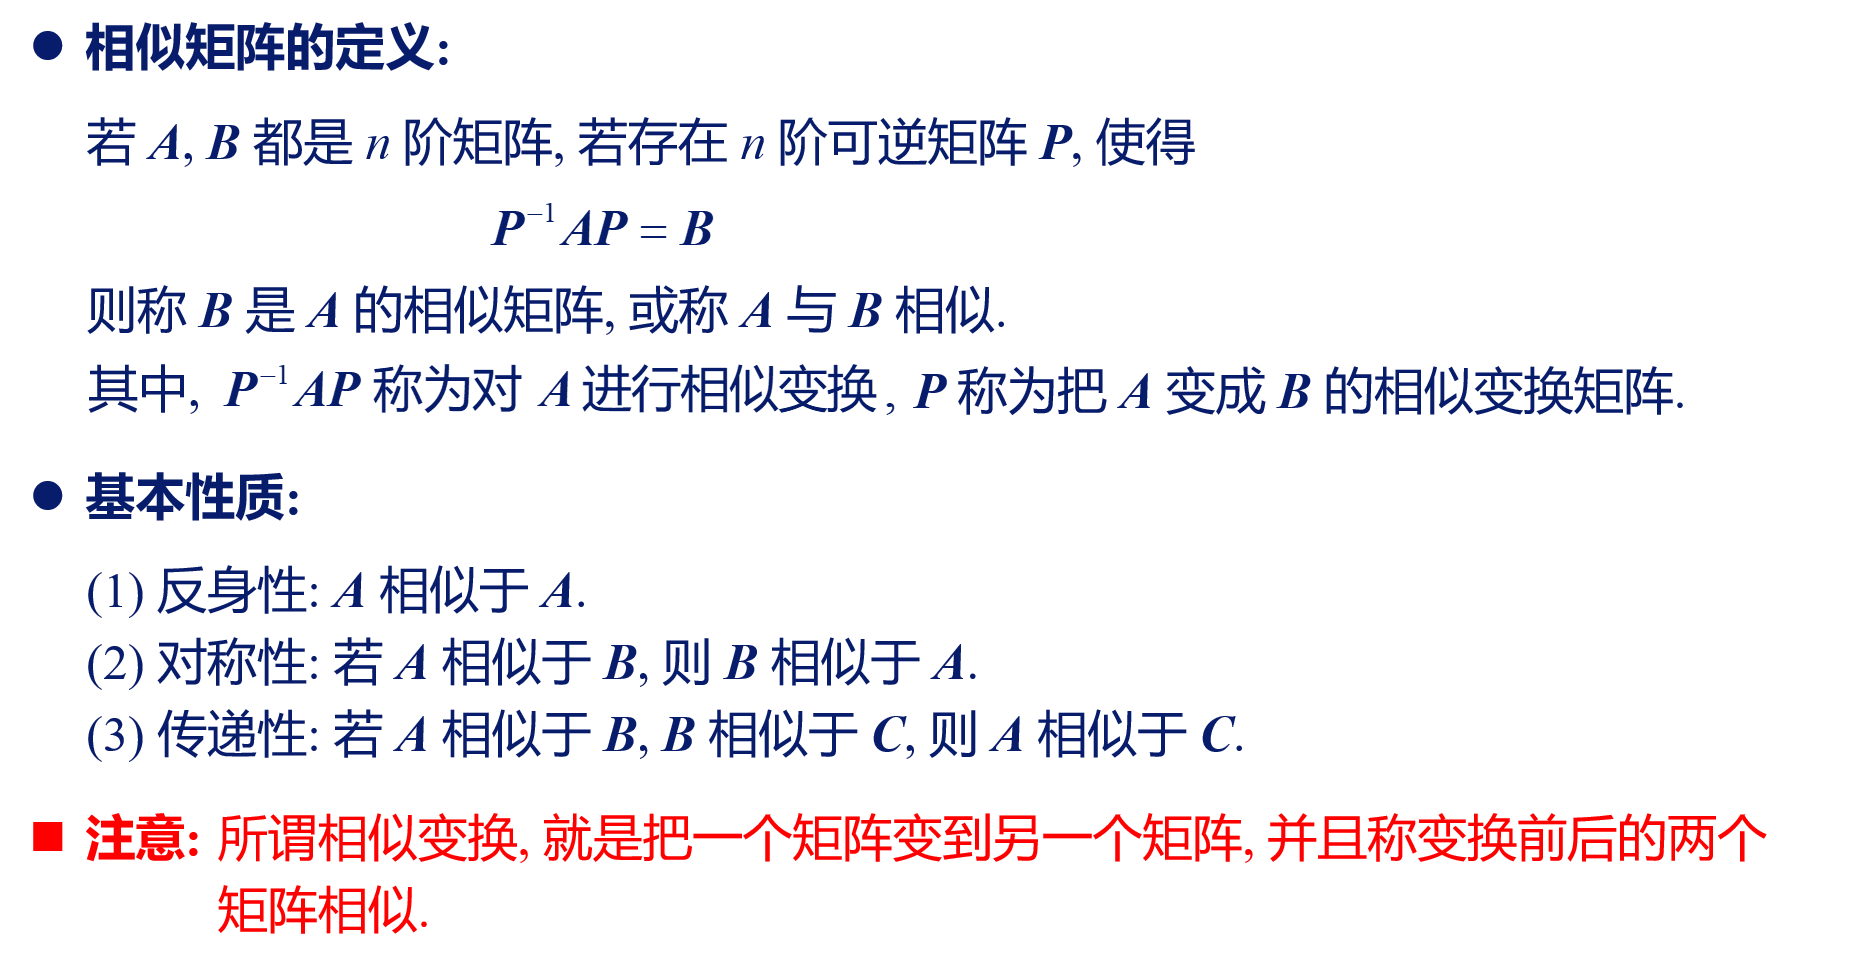 ● 相似矩阵的定义:
若 A, B 都是 n 阶矩阵, 若存在 n 阶可逆矩阵 P, 使得
P⁻¹AP = B
则称 B 是 A 的相似矩阵, 或称 A 与 B 相似.
其中, P⁻¹AP 称为对 A 进行相似变换, P 称为把 A 变成 B 的相似变换矩阵.
● 基本性质:
(1) 反身性: A 相似于 A.
(2) 对称性: 若 A 相似于 B, 则 B 相似于 A.
(3) 传递性: 若 A 相似于 B, B 相似于 C, 则 A 相似于 C.
■ 注意: 所谓相似变换, 就是把一个矩阵变到另一个矩阵, 并且称变换前后的两个
矩阵相似.